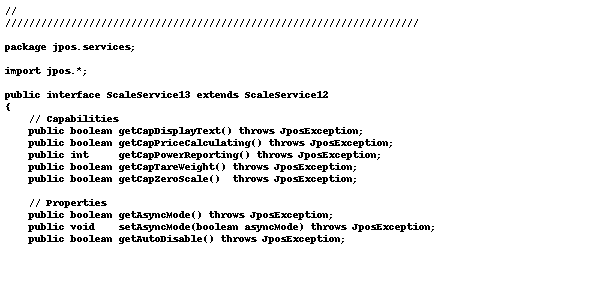 //
//////////////////////////////////////////////////////////////////////
package jpos.services;
import jpos.*;
public interface ScaleService13 extends ScaleService12
{
// Capabilities
public boolean getCapDisplayText() throws JposException;
public boolean getCapPriceCalculating() throws JposException;
public int     getCapPowerReporting() throws JposException;
public boolean getCapTareWeight() throws JposException;
public boolean getCapZeroScale()  throws JposException;
// Properties
public boolean getAsyncMode() throws JposException;
public void    setAsyncMode(boolean asyncMode) throws JposException;
public boolean getAutoDisable() throws JposException;